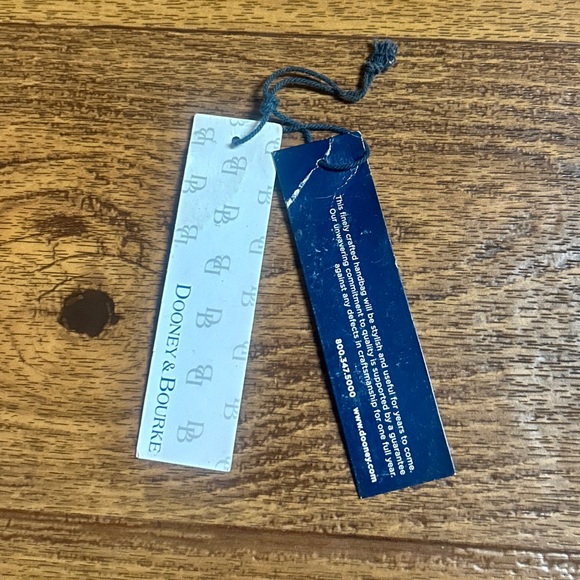 DOONEY & BOURKE
This finely crafted handbag will be stylish and useful for years to come.
Our unwavering commitment to quality is supported by a guarantee
against any defects in craftsmanship for one full year.
800.347.5000 www.dooney.com